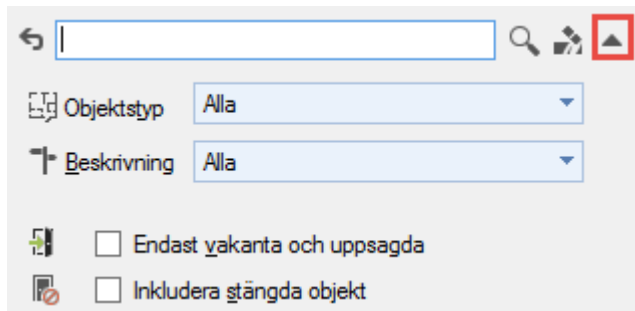 Objektstyp Alla
Beskrivning Alla
Endast vakanta och uppsagda
Inkludera stängda objekt